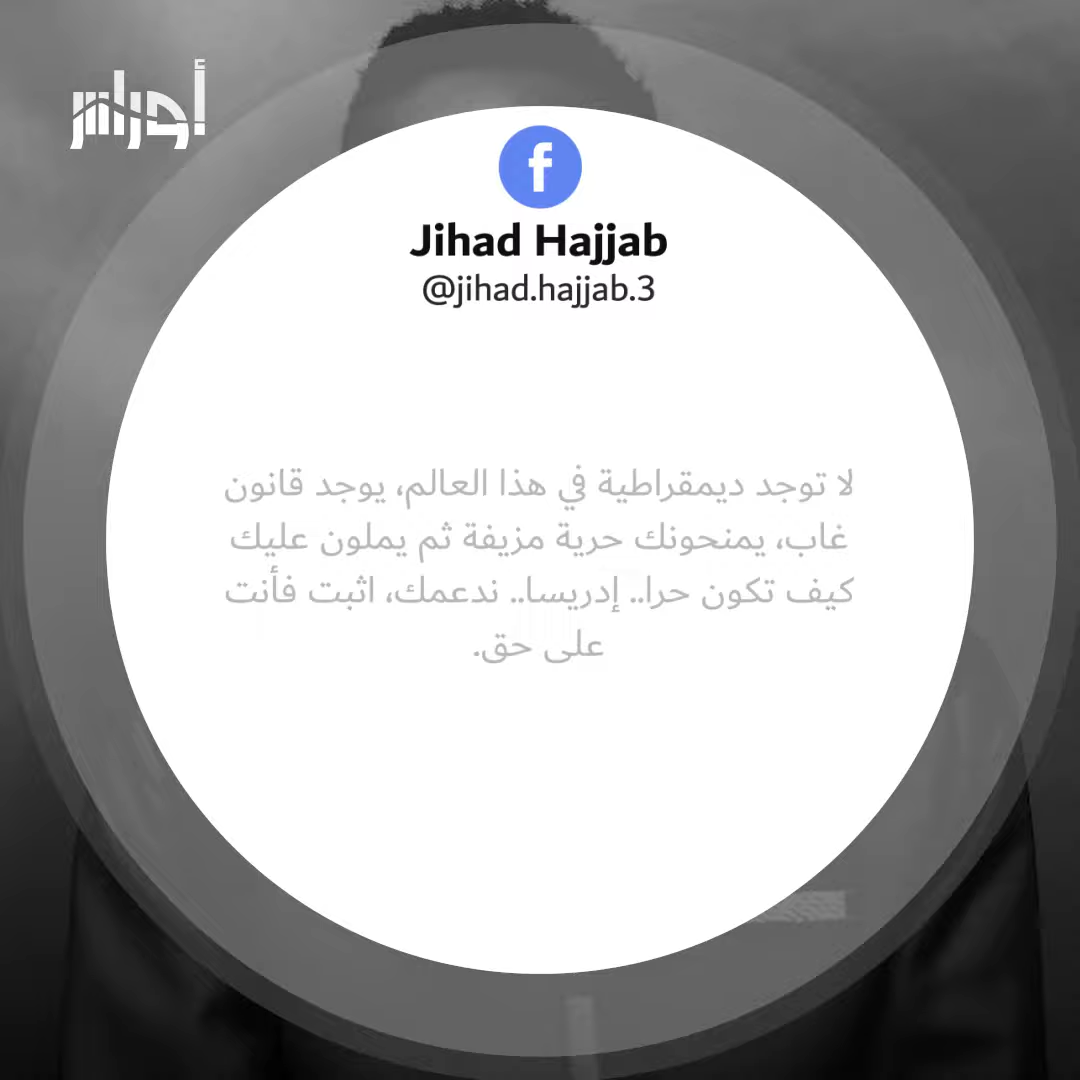 أوراس
f
Jihad Hajjab
@jihad.hajjab.3
لا توجد ديمقراطية في هذا العالم، يوجد قانون
غاب، يمنحونك حرية مزيفة ثم يملون عليك
كيف تكون حرا.. إدريسا.. ندعمك، اثبت فأنت
على حق.